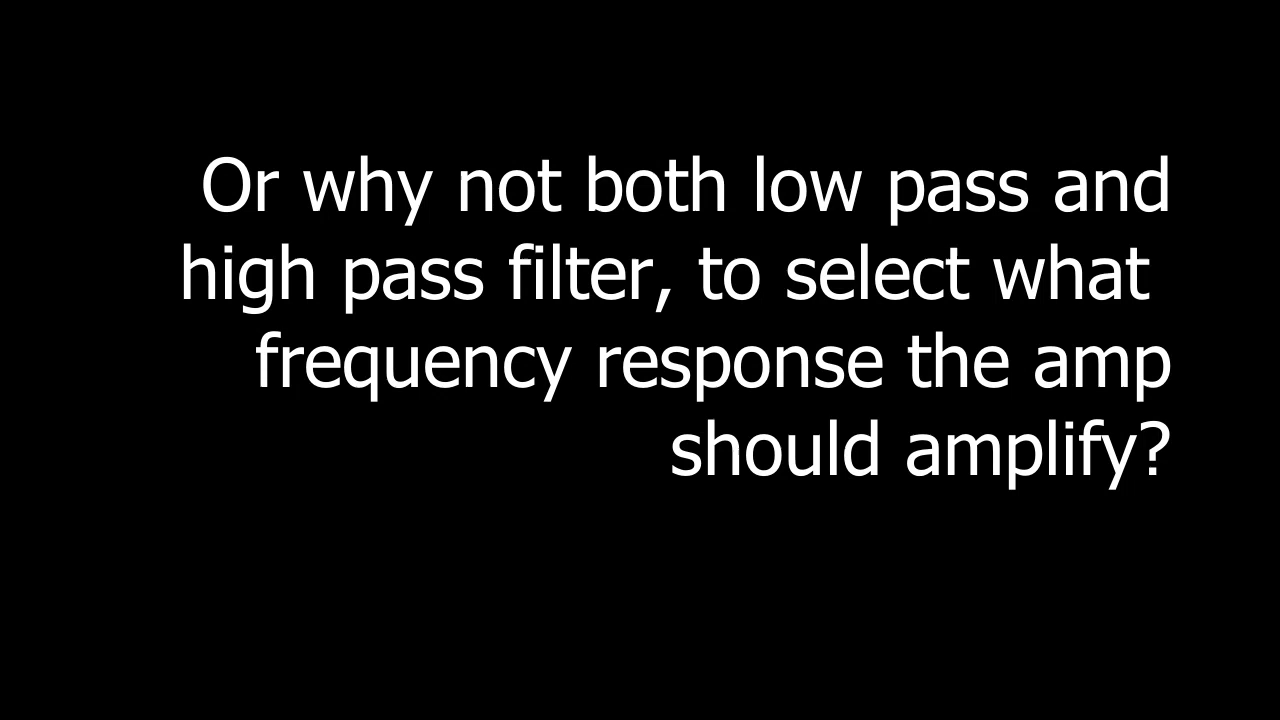 Or why not both low pass and
high pass filter, to select what
frequency response the amp
should amplify?